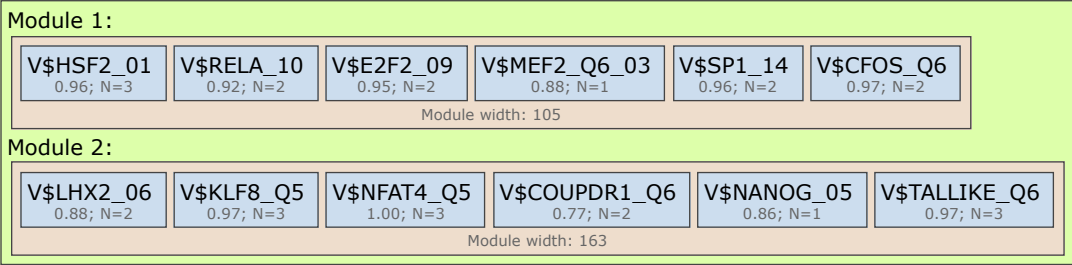 Module 1:
V$HSF2_01 V$RELA_10 V$E2F2_09 V$MEF2_Q6_03 V$SP1_14 V$CFOS_Q6
0.96; N=3 0.92; N=2 0.95; N=2 0.88; N=1 0.96; N=2 0.97; N=2
Module width: 105
Module 2:
V$LHX2_06 V$KLF8_Q5 V$NFAT4_Q5 V$COUPDR1_Q6 V$NANOG_05 V$TALLIKE_Q6
0.88; N=2 0.97; N=3 1.00; N=3 0.77; N=2 0.86; N=1 0.97; N=3
Module width: 163